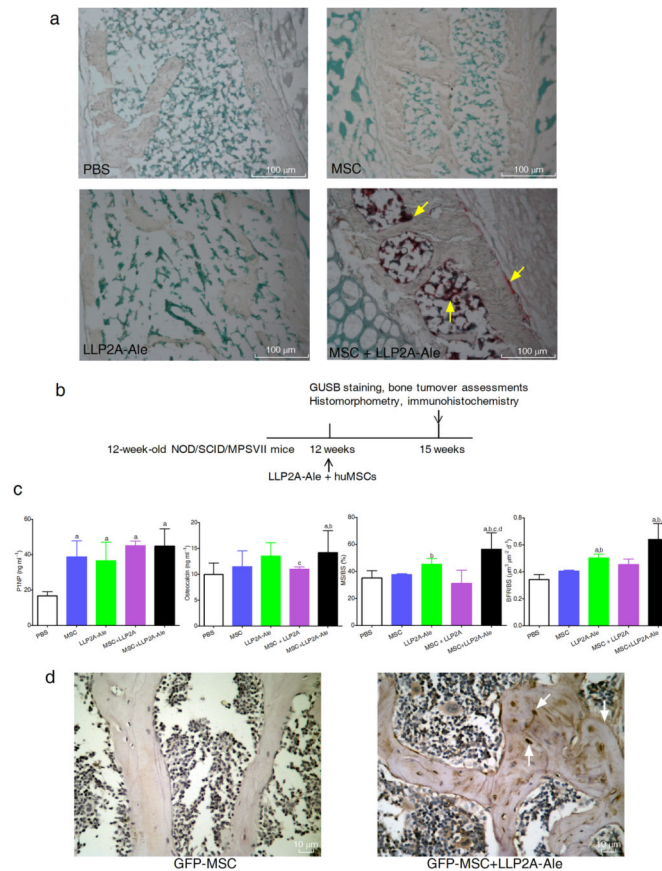 a
PBS
100 μm
MSC
100 μm
LLP2A-Ale
100 μm
MSC + LLP2A-Ale
100 μm
b
GUSB staining, bone turnover assessments
Histomorphometry, immunohistochemistry
12-week-old NOD/SCID/MPSVII mice
12 weeks
15 weeks
LLP2A-Ale + huMSCs
c
P1NP (ng ml⁻¹)
60
40
20
0
a
a
a
a
PBS
MSC
LLP2A-Ale
MSC+LLP2A
MSC+LLP2A-Ale
Osteocalcin (ng ml⁻¹)
20
15
10
5
0
c
a,b
PBS
MSC
LLP2A-Ale
MSC + LLP2A
MSC+LLP2A-Ale
MS/BS (%)
80
60
40
20
0
b
a,b,c,d
PBS
MSC
LLP2A-Ale
MSC + LLP2A
MSC+LLP2A-Ale
BFR/BS (μm³ μm⁻² d⁻¹)
0.8
0.6
0.4
0.2
0.0
a,b
a,b,
PBS
MSC
LLP2A-Ale
MSC + LLP2A
MSC+LLP2A-Ale
d
10 μm
GFP-MSC
10 μm
GFP-MSC+LLP2A-Ale